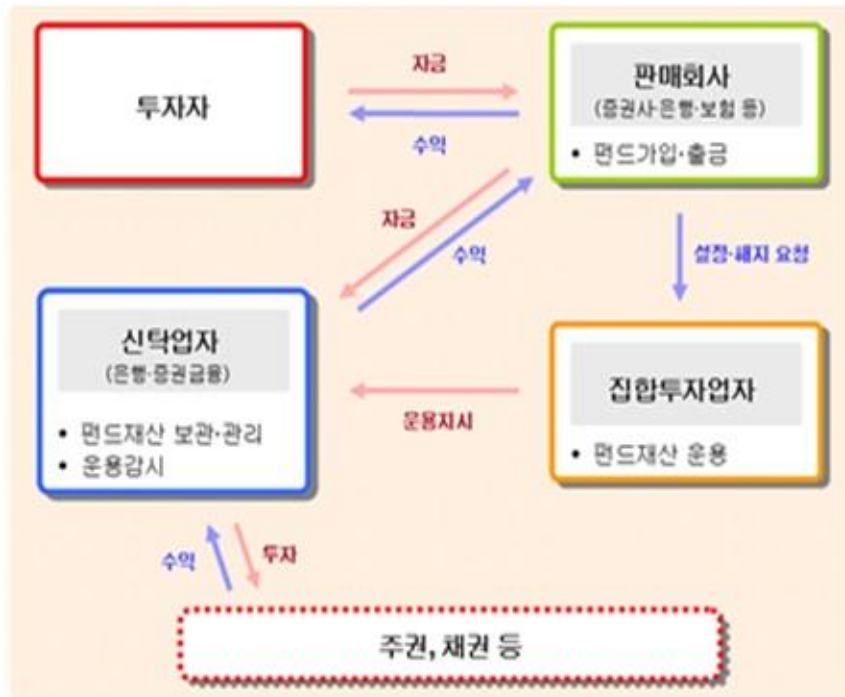 투자자
자금
수익
판매회사
(증권사·은행·보험 등)
• 펀드가입·출금
자금
수익
설정·해지 요청
신탁업자
(은행·증권금융)
• 펀드재산 보관·관리
• 운용감시
운용지시
집합투자업자
• 펀드재산 운용
수익
투자
주권, 채권 등